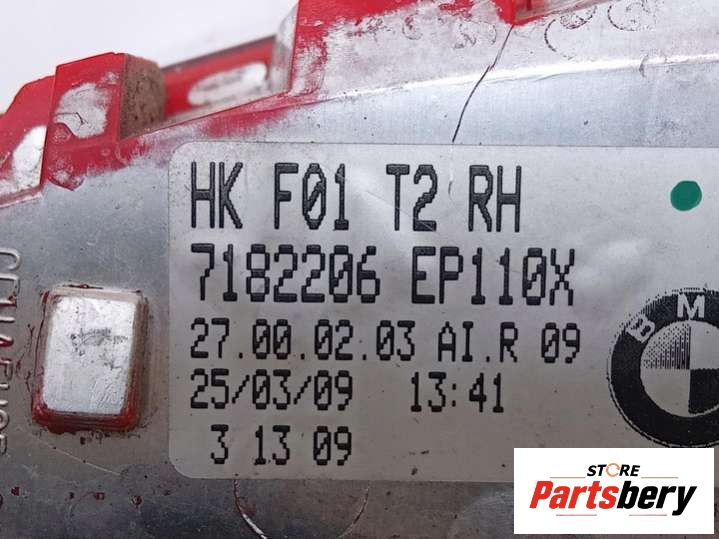 HK F01 T2 RH
7182206 EP110X
27.00.02.03 AI.R 09
25/03/09 13:41
3 13 09
BM
STORE
Partsbery